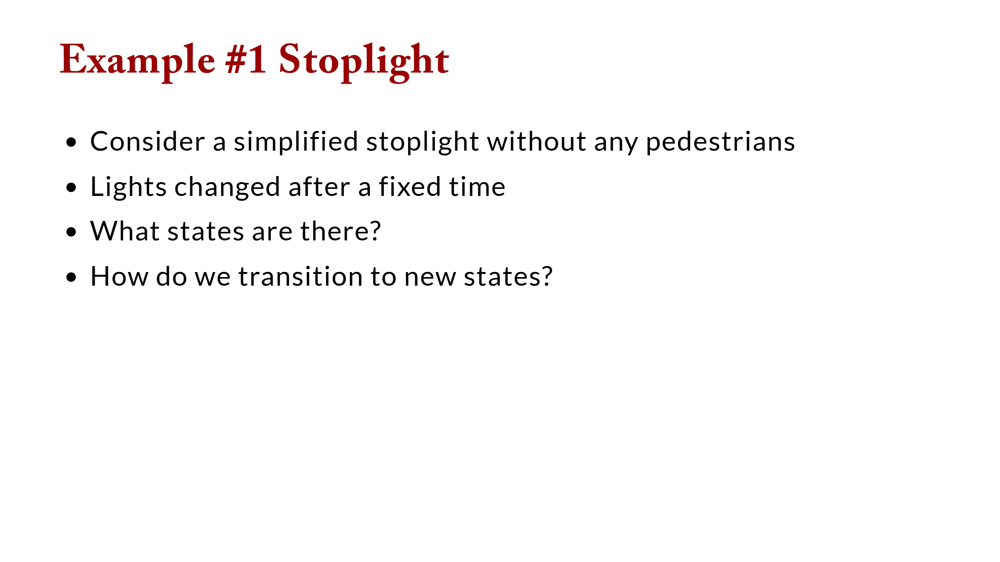 Example #1 Stoplight
• Consider a simplified stoplight without any pedestrians
• Lights changed after a fixed time
• What states are there?
• How do we transition to new states?